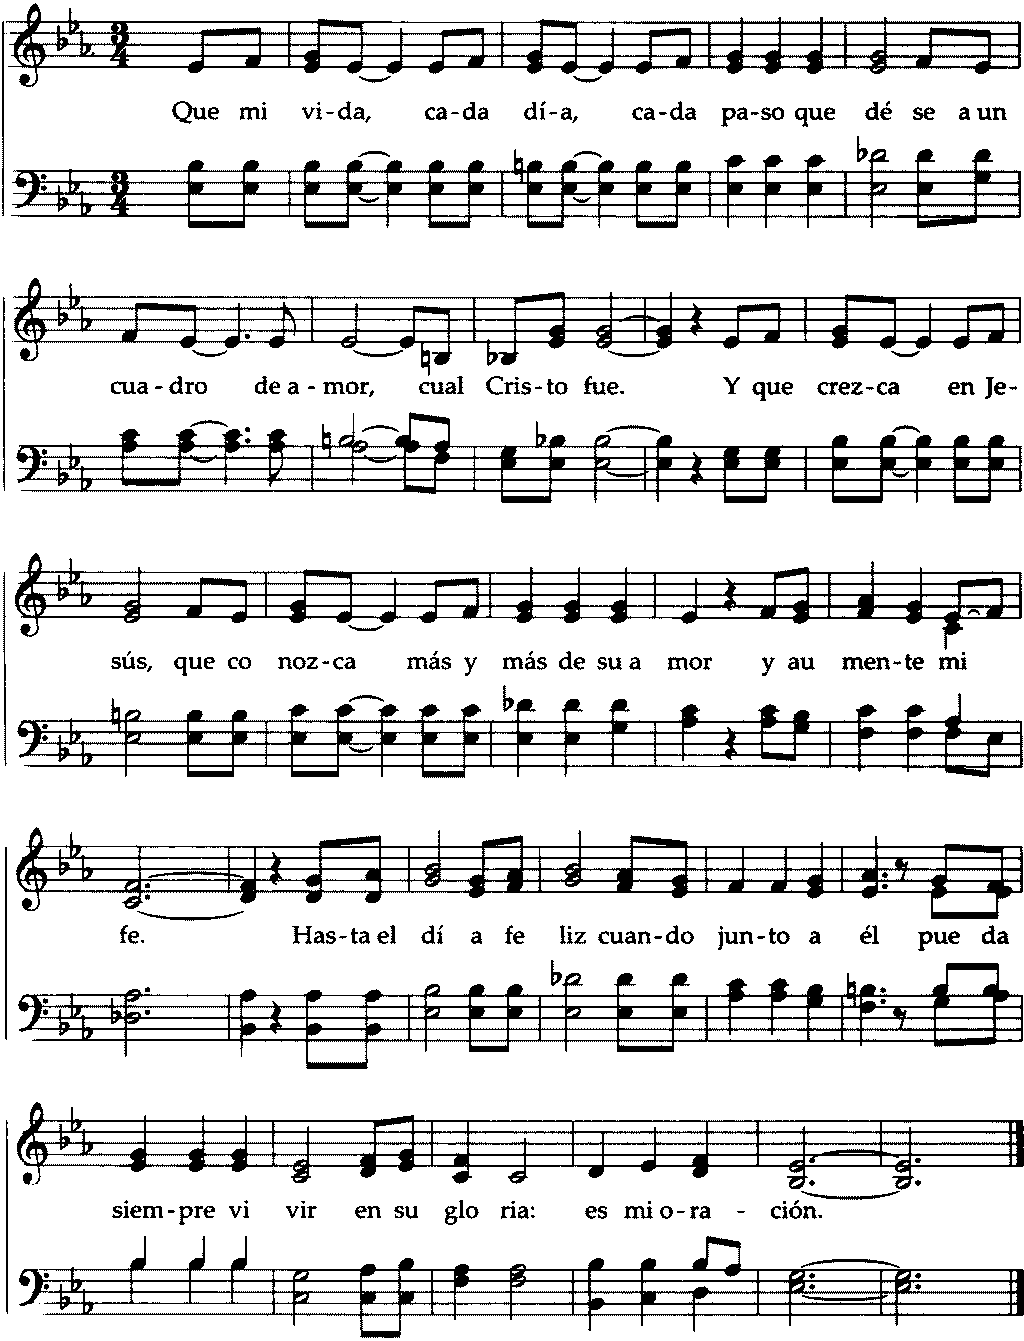 Que mi vi-da, ca-da dí-a, ca-da pa-so que dé se a un
cua-dro de a-mor, cual Cris-to fue. Y que crez-ca en Je-
sús, que co noz-ca más y más de su a mor y au men-te mi
fe. Has-ta el dí a fe liz cuan-do jun-to a él pue da
siem-pre vi vir en su glo ria: es mi o-ra - ción.